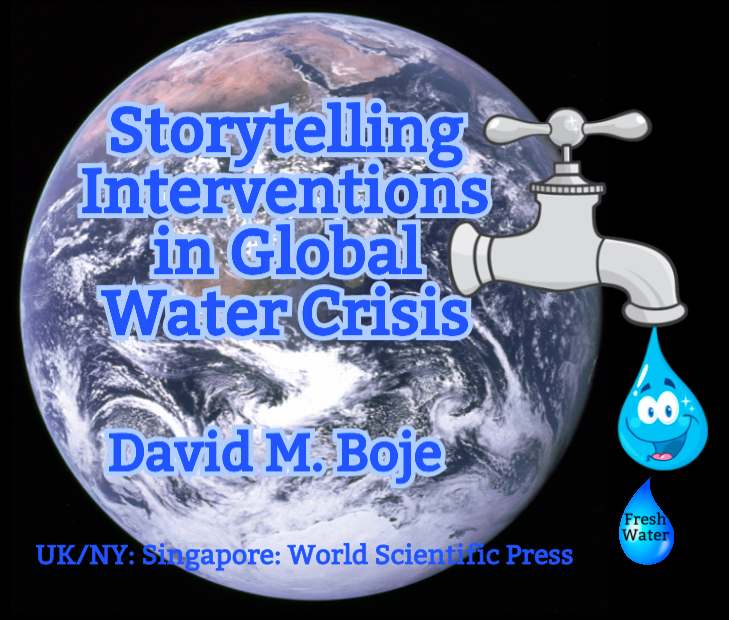 Storytelling
Interventions
in Global
Water Crisis
David M. Boje
Fresh
Water
UK/NY: Singapore: World Scientific Press